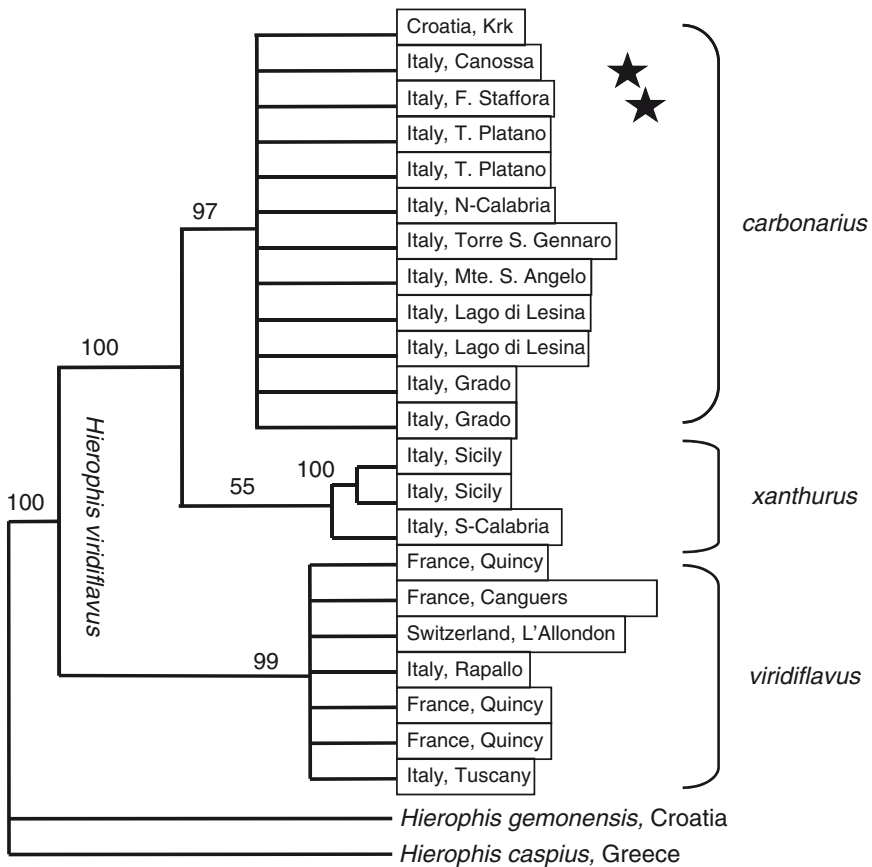 Croatia, Krk
Italy, Canossa
Italy, F. Staffora
Italy, T. Platano
Italy, T. Platano
Italy, N-Calabria
Italy, Torre S. Gennaro
Italy, Mte. S. Angelo
Italy, Lago di Lesina
Italy, Lago di Lesina
Italy, Grado
Italy, Grado
Italy, Sicily
Italy, Sicily
Italy, S-Calabria
France, Quincy
France, Canguers
Switzerland, L'Allondon
Italy, Rapallo
France, Quincy
France, Quincy
Italy, Tuscany
Hierophis gemonensis, Croatia
Hierophis caspius, Greece
carbonarius
xanthurus
viridiflavus
Hierophis viridiflavus
97
100
100
55
100
99